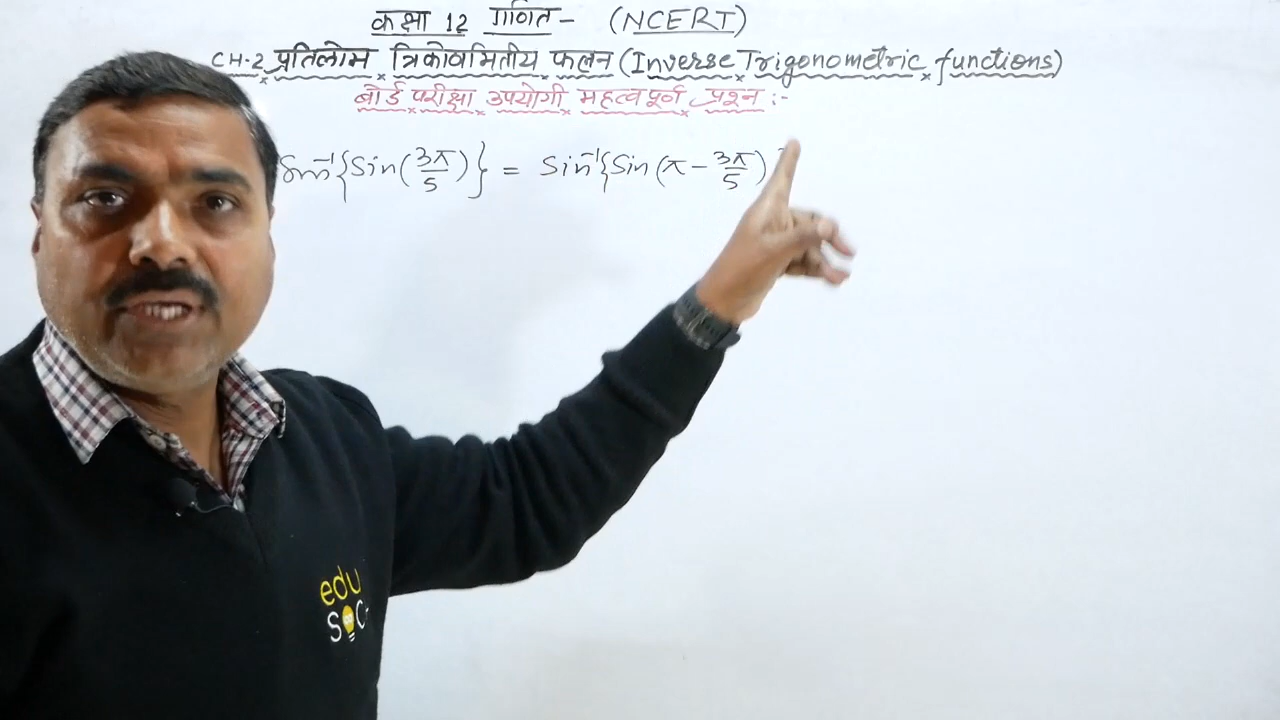 कक्षा 12 गणित - (NCERT)
CH-2 प्रतिलोम त्रिकोणमितीय फलन (Inverse Trigonometric functions)
बोर्ड परीक्षा उपयोगी महत्वपूर्ण प्रश्न :-
Sin⁻¹{Sin(3π/5)} = Sin⁻¹{Sin(π - 3π/5)
edu
SOC